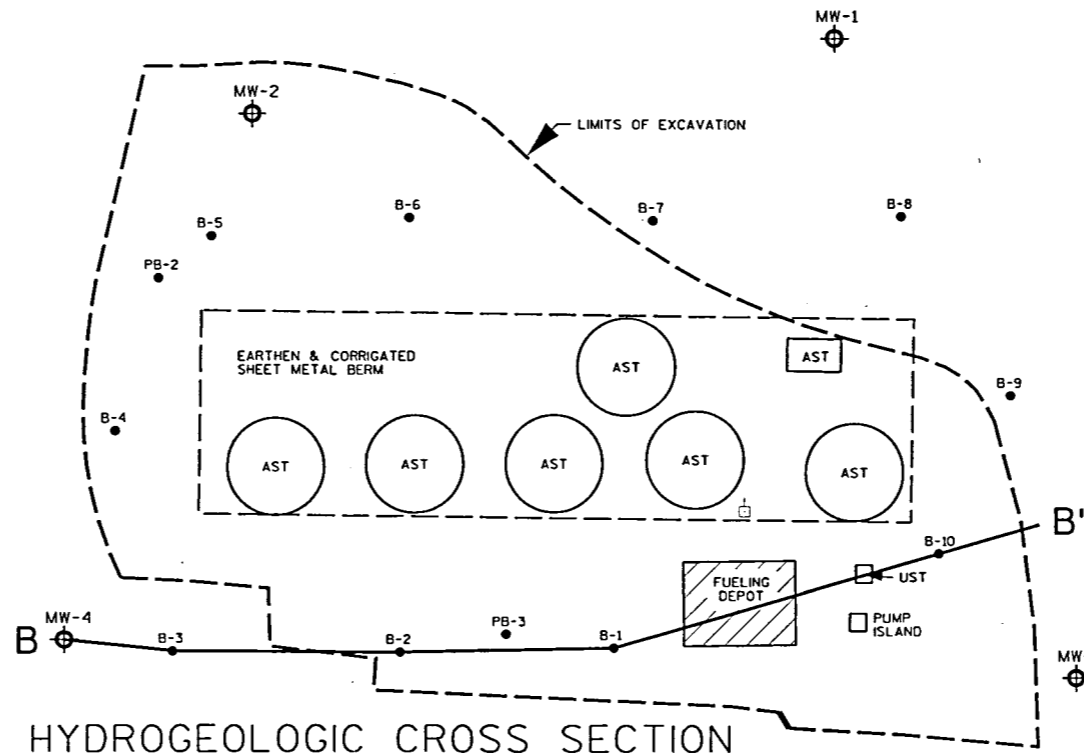 MW-1
MW-2
LIMITS OF EXCAVATION
B-6
B-7
B-8
B-5
PB-2
EARTHEN & CORRIGATED
SHEET METAL BERM
AST
AST
B-9
B-4
AST
AST
AST
AST
AST
B'
B-10
FUELING
DEPOT
UST
PUMP
ISLAND
MW-4
B
B-3
B-2
PB-3
B-1
MW
HYDROGEOLOGIC CROSS SECTION